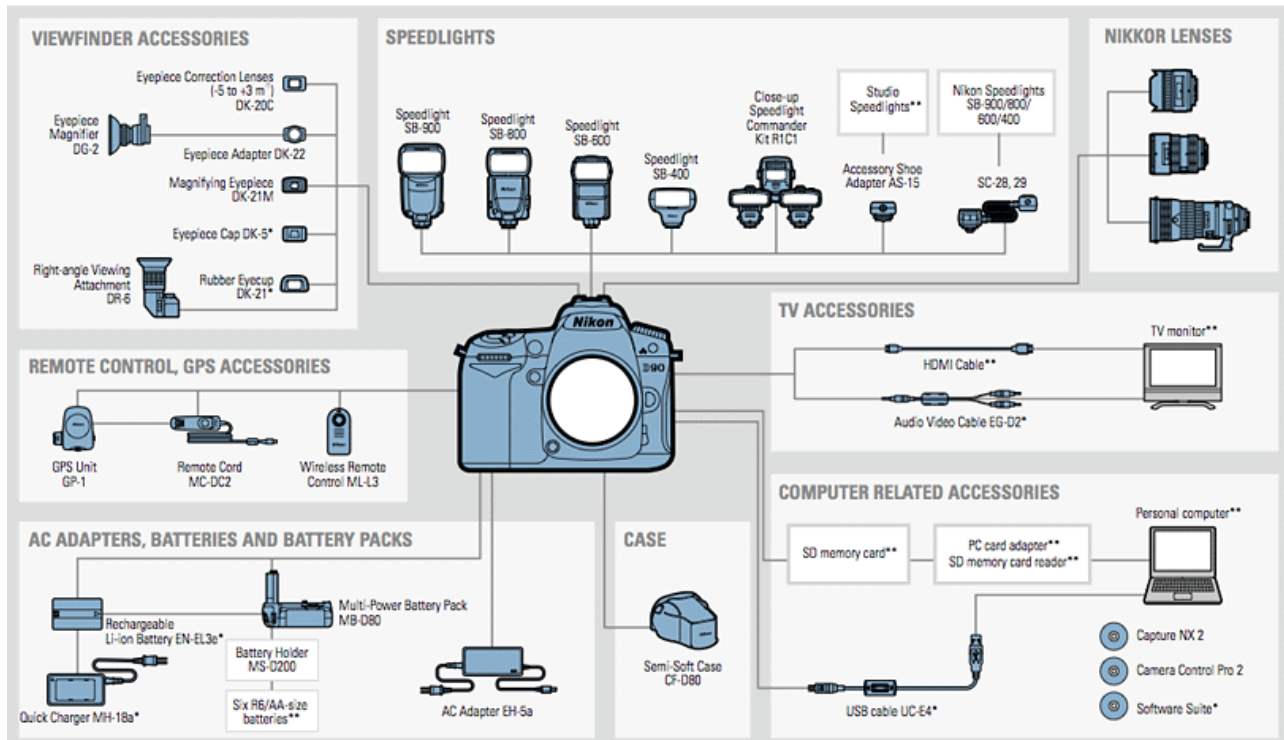 VIEWFINDER ACCESSORIES
Eyepiece Correction Lenses
(-5 to +3 m⁻¹)
DK-20C
Eyepiece
Magnifier
DG-2
Eyepiece Adapter DK-22
Magnifying Eyepiece
DK-21M
Eyepiece Cap DK-5*
Right-angle Viewing
Attachment
DR-6
Rubber Eyecup
DK-21*
SPEEDLIGHTS
Speedlight
SB-900
Speedlight
SB-800
Speedlight
SB-600
Speedlight
SB-400
Close-up
Speedlight
Commander
Kit R1C1
Studio
Speedlights**
Accessory Shoe
Adapter AS-15
Nikon Speedlights
SB-900/800/
600/400
SC-28, 29
NIKKOR LENSES
Nikon
D90
REMOTE CONTROL, GPS ACCESSORIES
GPS Unit
GP-1
Remote Cord
MC-DC2
Wireless Remote
Control ML-L3
TV ACCESSORIES
HDMI Cable**
TV monitor**
Audio Video Cable EG-D2*
AC ADAPTERS, BATTERIES AND BATTERY PACKS
Rechargeable
Li-ion Battery EN-EL3e*
Quick Charger MH-18a*
Multi-Power Battery Pack
MB-D80
Battery Holder
MS-D200
Six R6/AA-size
batteries**
AC Adapter EH-5a
CASE
Nikon
Semi-Soft Case
CF-D80
COMPUTER RELATED ACCESSORIES
SD memory card**
PC card adapter**
SD memory card reader**
Personal computer**
USB cable UC-E4*
Capture NX 2
Camera Control Pro 2
Software Suite*